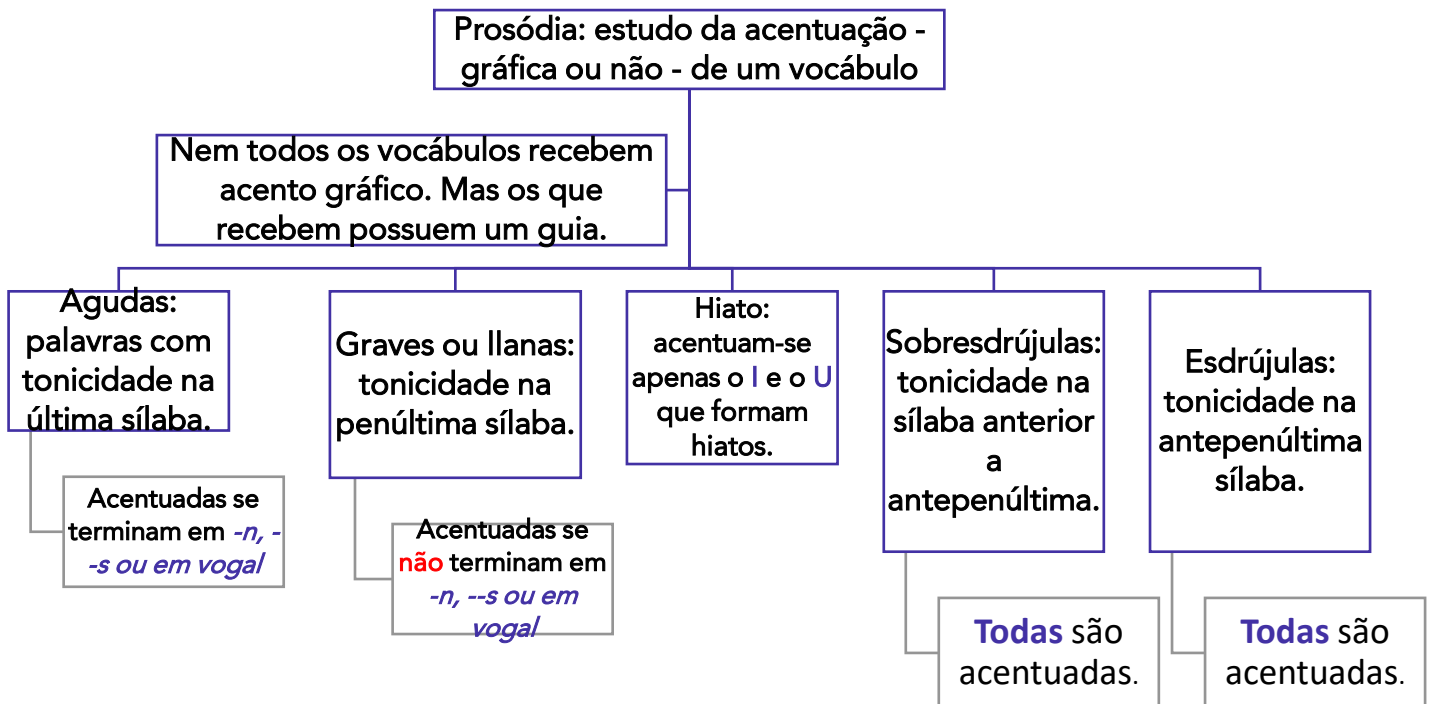 Prosódia: estudo da acentuação -
gráfica ou não - de um vocábulo
Nem todos os vocábulos recebem
acento gráfico. Mas os que
recebem possuem um guia.
Agudas:
palavras com
tonicidade na
última sílaba.
Acentuadas se
terminam em -n, -
-s ou em vogal
Graves ou llanas:
tonicidade na
penúltima sílaba.
Acentuadas se
não terminam em
-n, --s ou em
vogal
Hiato:
acentuam-se
apenas o I e o U
que formam
hiatos.
Sobresdrújulas:
tonicidade na
sílaba anterior
a
antepenúltima.
Todas são
acentuadas.
Esdrújulas:
tonicidade na
antepenúltima
sílaba.
Todas são
acentuadas.